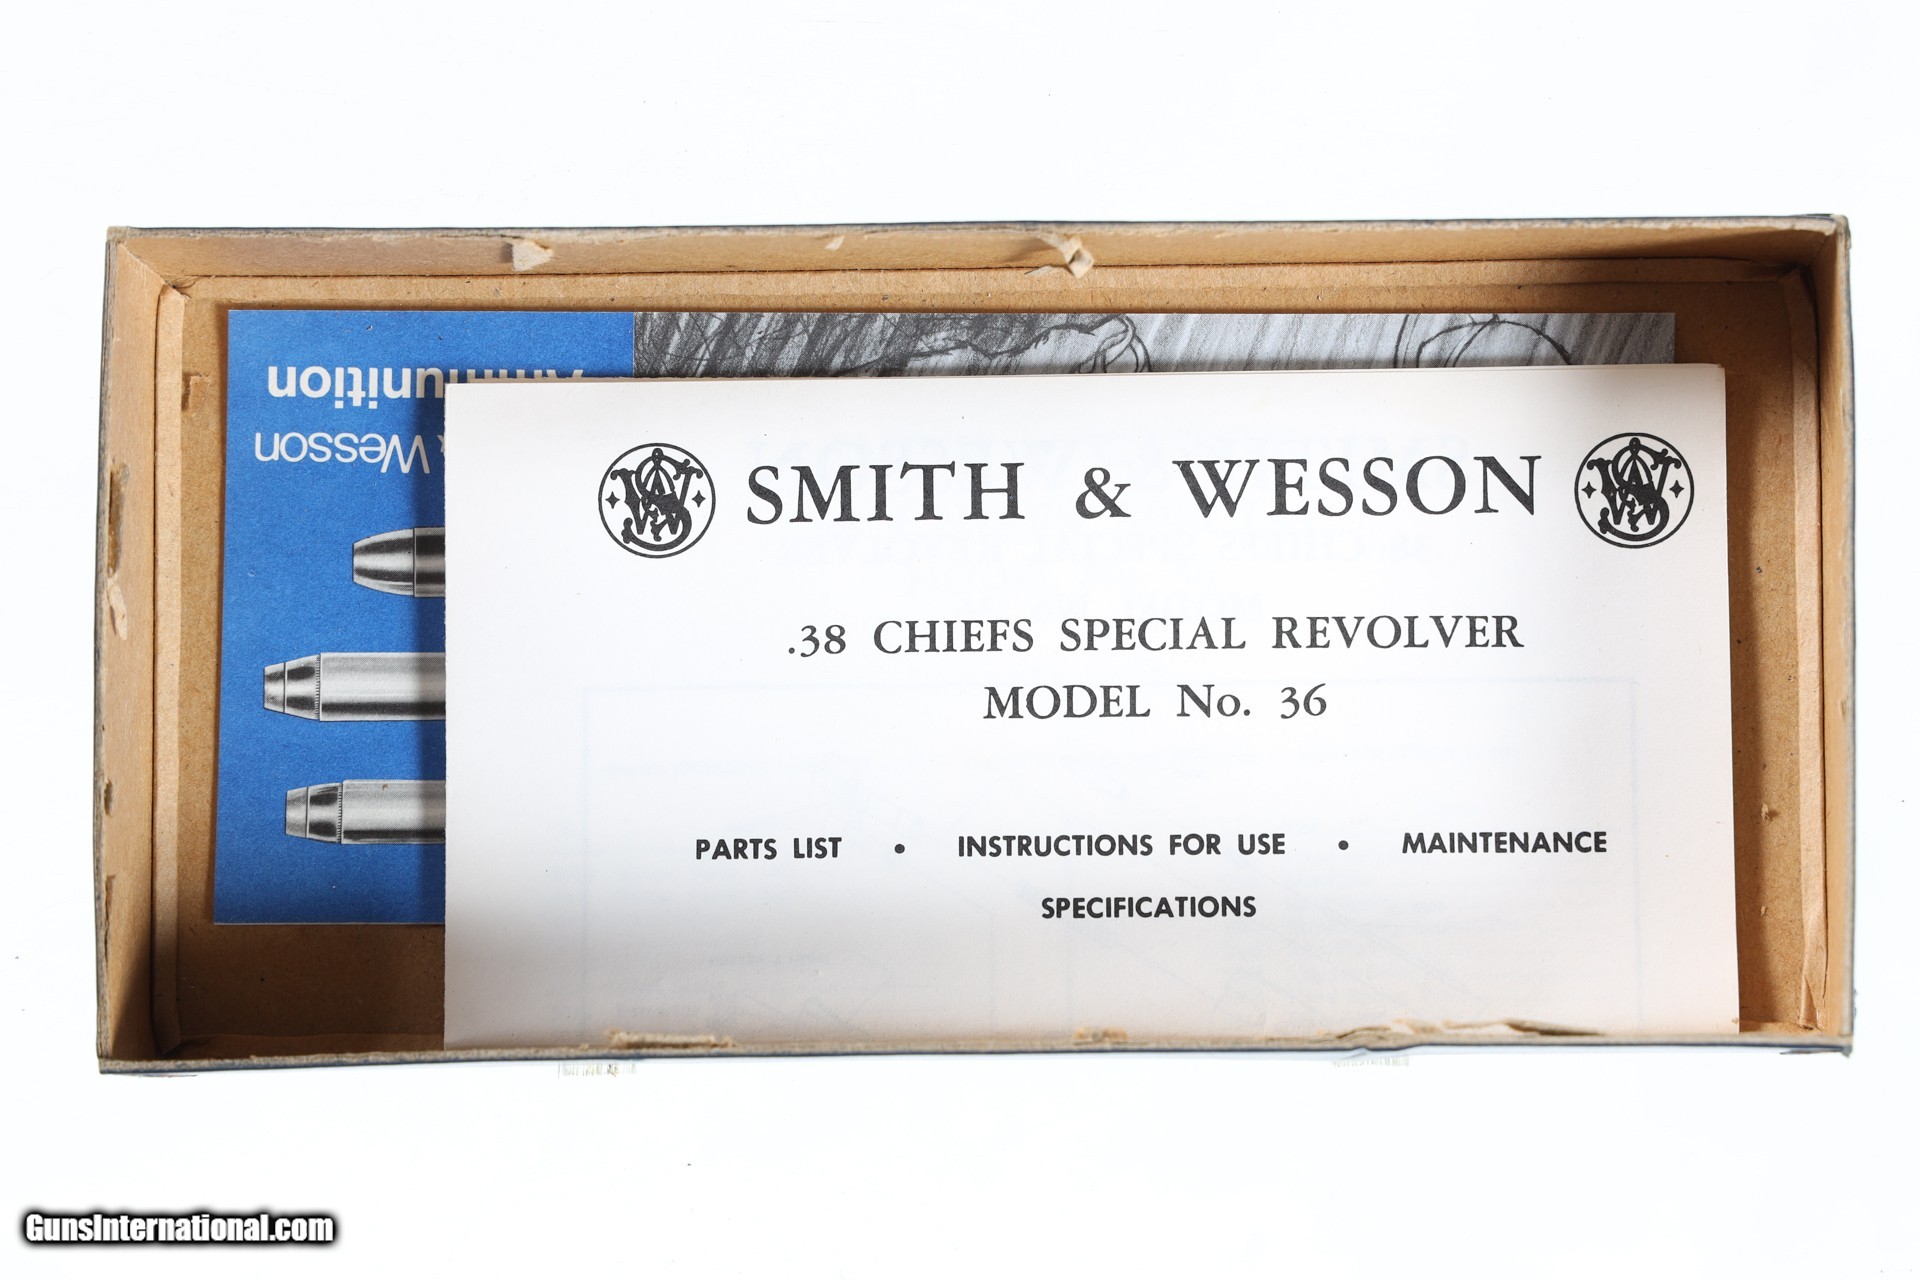 Ammunition
& Wesson
SMITH & WESSON
.38 CHIEFS SPECIAL REVOLVER
MODEL No. 36
PARTS LIST • INSTRUCTIONS FOR USE • MAINTENANCE
SPECIFICATIONS
GunsInternational.com